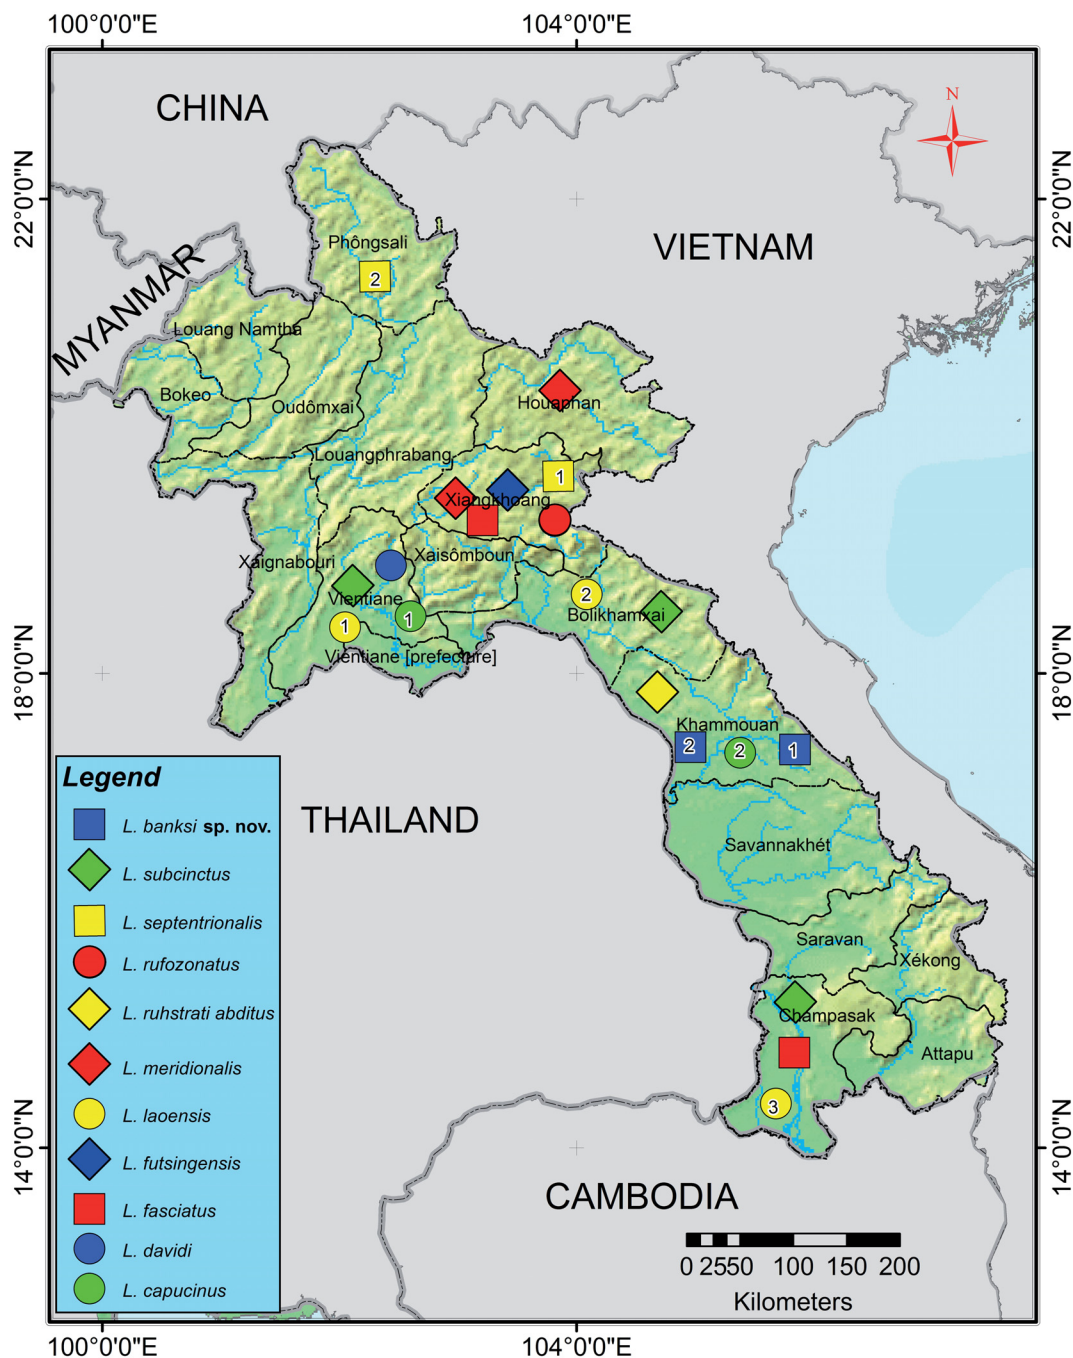 100°0'0"E
104°0'0"E
22°0'0"N
22°0'0"N
18°0'0"N
18°0'0"N
14°0'0"N
14°0'0"N
N
CHINA
VIETNAM
MYANMAR
Phôngsali
2
Louang Namtha
Bokeo
Oudômxai
Houaphan
Louangphrabang
1
Xiangkhoang
Xaignabouri
Xaisômboun
2
Vientiane
Bolikhamxai
1
1
Vientiane [prefecture]
Khammouan
2
2
1
THAILAND
Savannakhét
Saravan
Xékong
Champasak
Attapu
3
CAMBODIA
Legend
L. banksi sp. nov.
L. subcinctus
L. septentrionalis
L. rufozonatus
L. ruhstrati abditus
L. meridionalis
L. laoensis
L. futsingensis
L. fasciatus
L. davidi
L. capucinus
0 2550 100 150 200
Kilometers
100°0'0"E
104°0'0"E